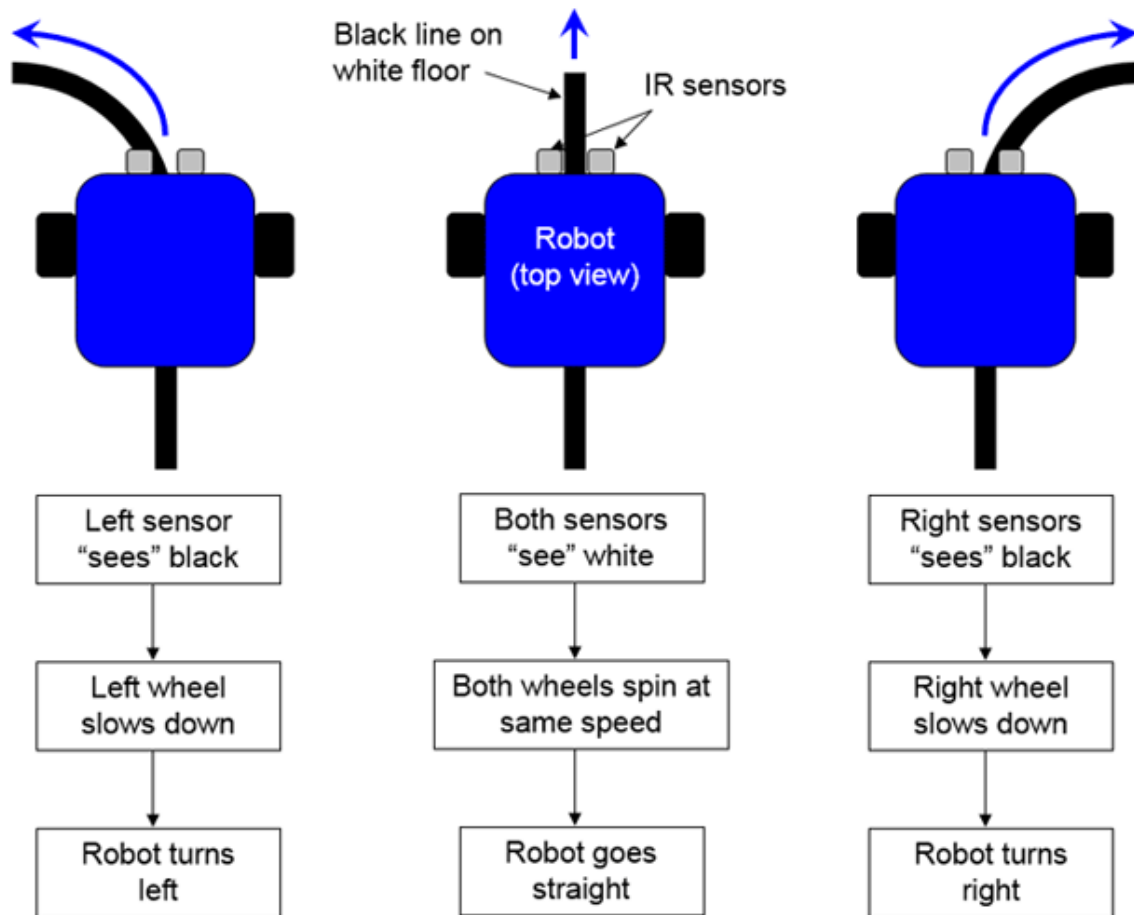 Black line on
white floor
IR sensors
Robot
(top view)
Left sensor
“sees” black
Left wheel
slows down
Robot turns
left
Both sensors
“see” white
Both wheels spin at
same speed
Robot goes
straight
Right sensors
“sees” black
Right wheel
slows down
Robot turns
right